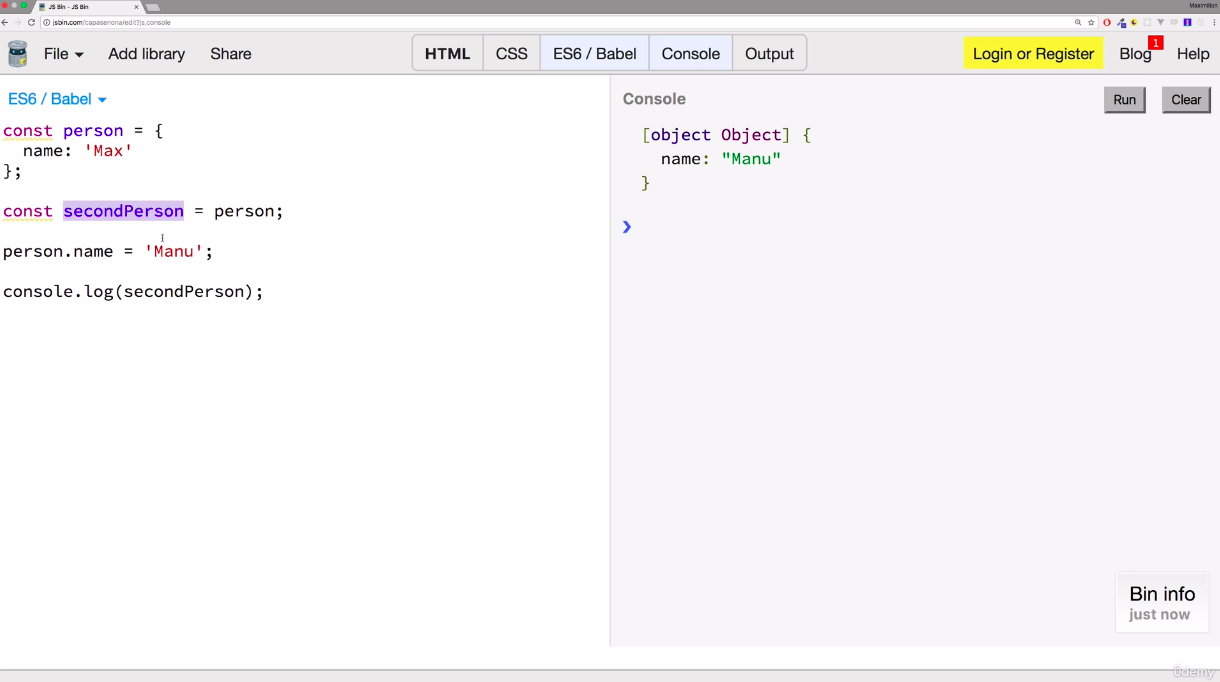 JS Bin - JS Bin
Maximilian
jsbin.com/capasenona/edit?js,console
File
Add library
Share
HTML
CSS
ES6 / Babel
Console
Output
Login or Register
Blog
1
Help
ES6 / Babel
const person = {
name: 'Max'
};
const secondPerson = person;
person.name = 'Manu';
console.log(secondPerson);
Console
Run
Clear
[object Object] {
name: "Manu"
}
Bin info
just now
ûdemy